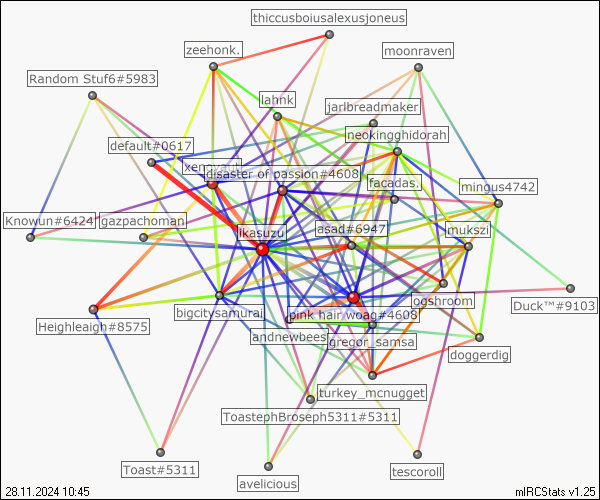 thiccusboiusalexusjoneus
zeehonk.
moonraven
Random Stuf6#5983
lahnk
jarlbreadmaker
neokingghidorah
default#0617
disaster of passion#4608
facadas.
mingus4742
Knowun#6424
gazpachoman
likasuzu
asad#6947
mukszi
bigcitysamurai
pink hair woag#4608
ogshroom
Duck™#9103
Heighleaigh#8575
andnewbees
gregor_samsa
doggerdig
turkey_mcnugget
ToastephBroseph5311#5311
Toast#5311
avelicious
tescoroll
28.11.2024 10:45
mIRCStats v1.25